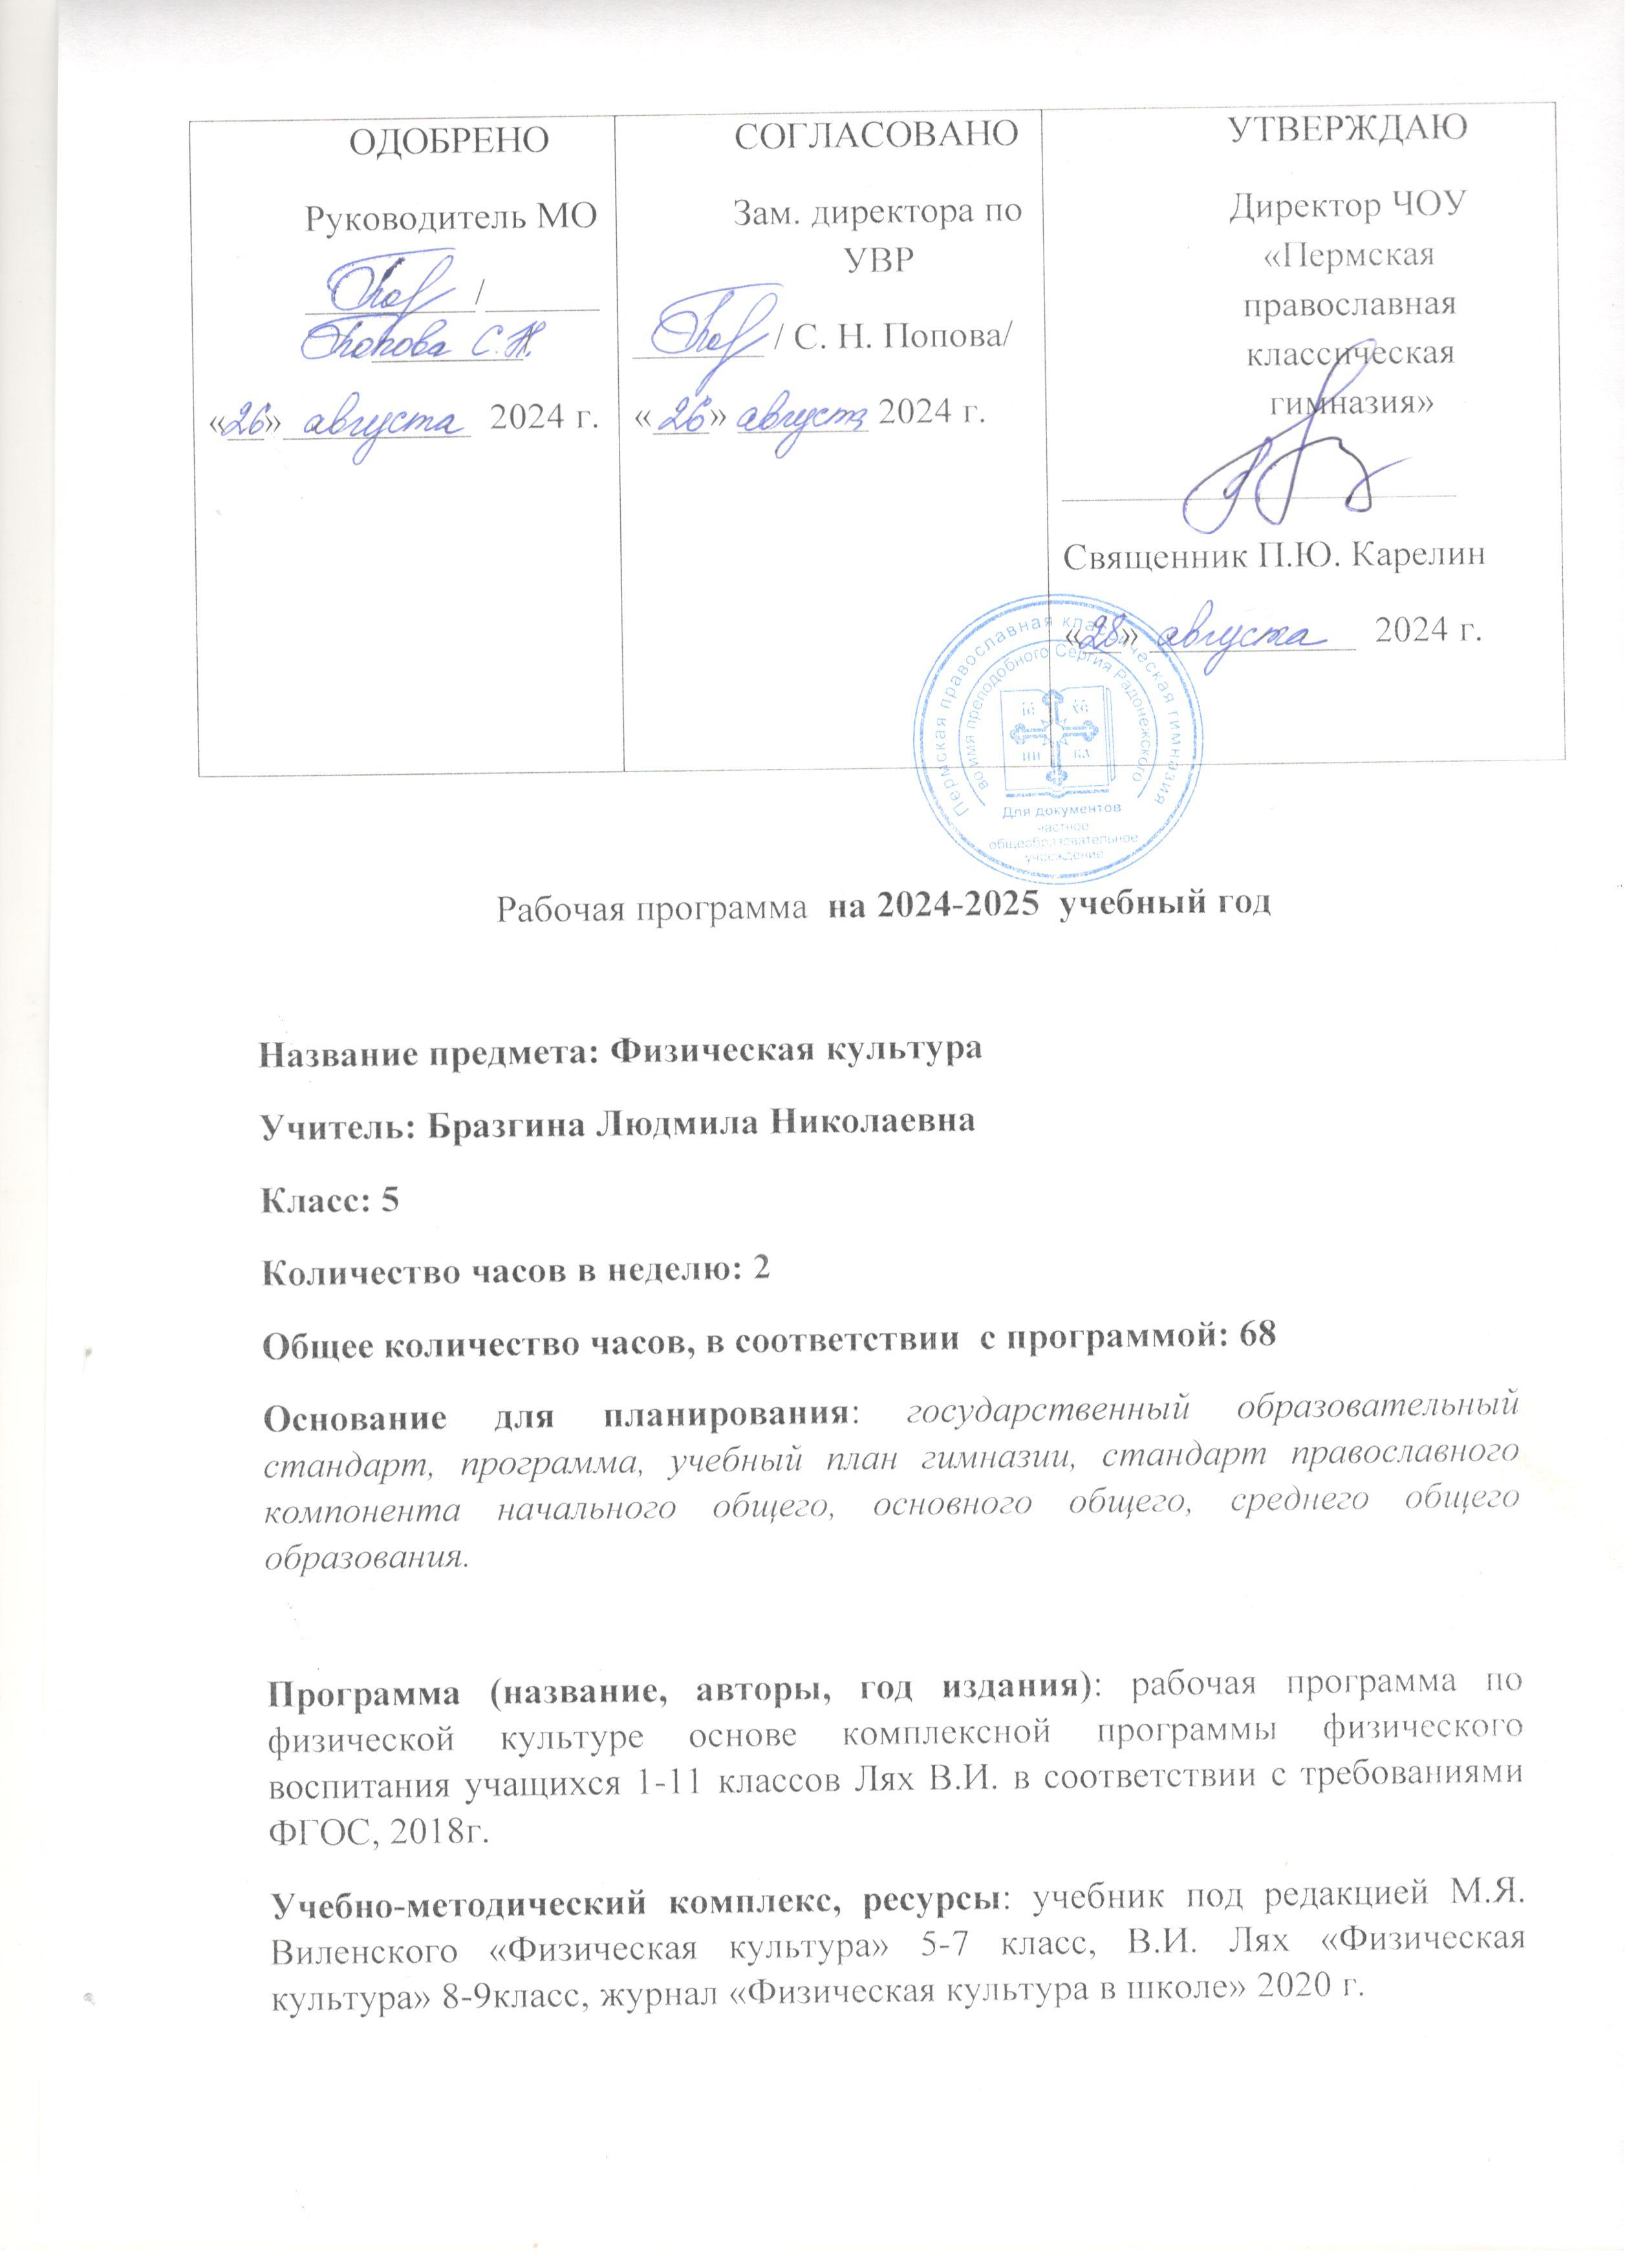 ОДОБРЕНО
Руководитель МО
/
Попова С.Н.
«26» августа 2024 г.
СОГЛАСОВАНО
Зам. директора по
УВР
/ С. Н. Попова/
«26» августа 2024 г.
УТВЕРЖДАЮ
Директор ЧОУ
«Пермская
православная
классическая
гимназия»
Священник П.Ю. Карелин
«28» августа 2024 г.
Пермская православная классическая гимназия
во имя преподобного Сергия Радонежского
Для документов
частное
общеобразовательное
учреждение
Рабочая программа на 2024-2025 учебный год
Название предмета: Физическая культура
Учитель: Бразгина Людмила Николаевна
Класс: 5
Количество часов в неделю: 2
Общее количество часов, в соответствии с программой: 68
Основание для планирования: государственный образовательный
стандарт, программа, учебный план гимназии, стандарт православного
компонента начального общего, основного общего, среднего общего
образования.
Программа (название, авторы, год издания): рабочая программа по
физической культуре основе комплексной программы физического
воспитания учащихся 1-11 классов Лях В.И. в соответствии с требованиями
ФГОС, 2018г.
Учебно-методический комплекс, ресурсы: учебник под редакцией М.Я.
Виленского «Физическая культура» 5-7 класс, В.И. Лях «Физическая
культура» 8-9класс, журнал «Физическая культура в школе» 2020 г.